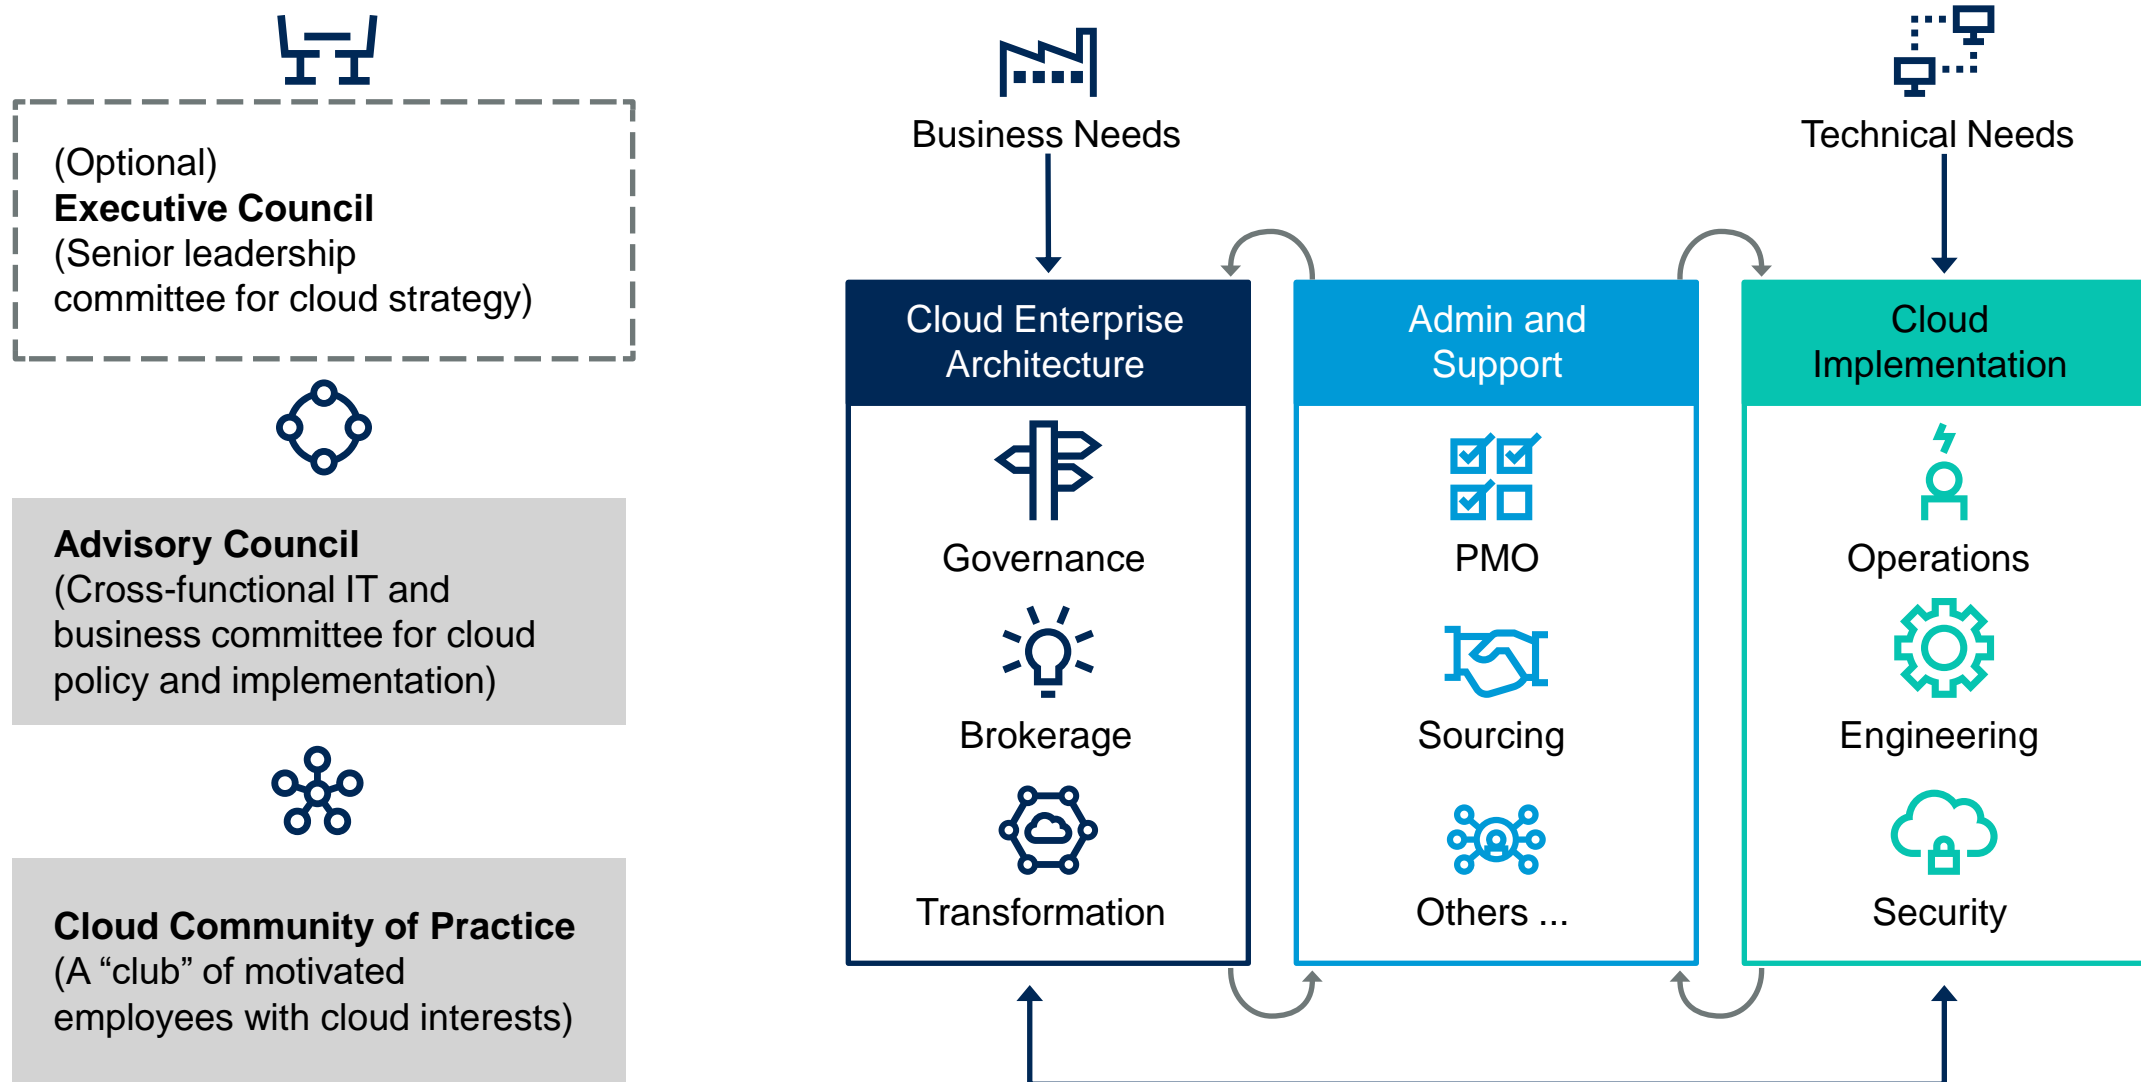 (Optional)
Executive Council
(Senior leadership
committee for cloud strategy)
Advisory Council
(Cross-functional IT and
business committee for cloud
policy and implementation)
Cloud Community of Practice
(A “club” of motivated
employees with cloud interests)
Business Needs
Technical Needs
Cloud Enterprise
Architecture
Governance
Brokerage
Transformation
Admin and
Support
PMO
Sourcing
Others ...
Cloud
Implementation
Operations
Engineering
Security